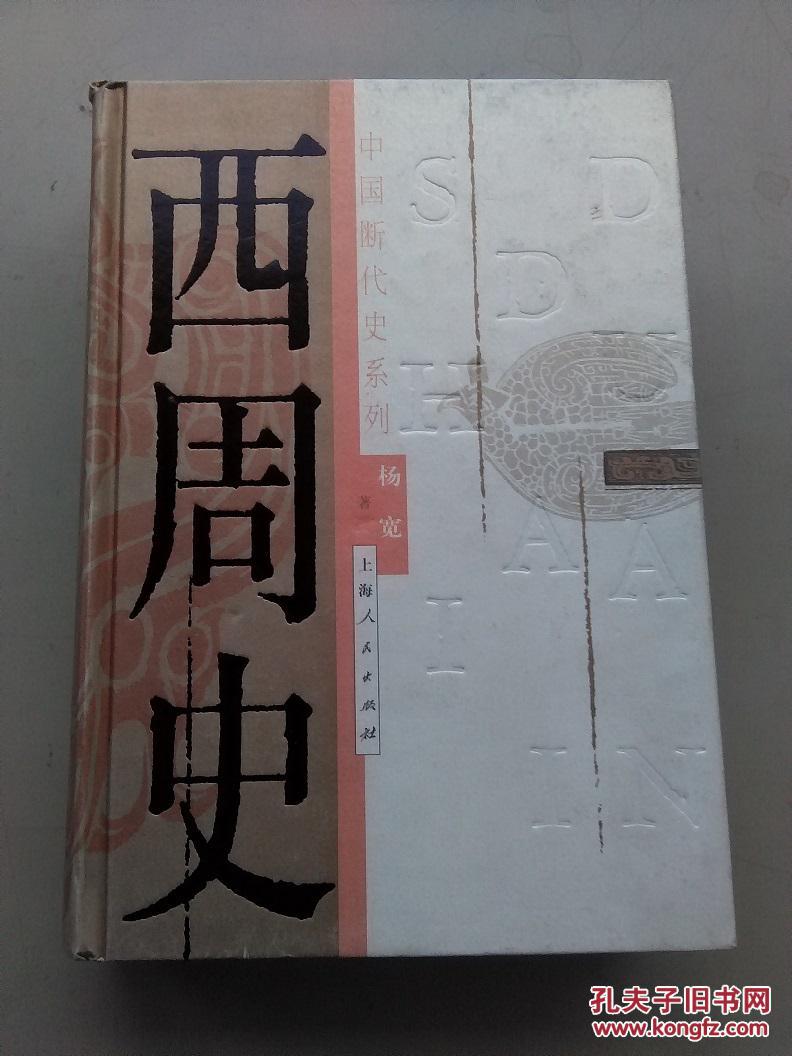 西周史
中国断代史系列
杨宽
著
上海人民出版社
S D
D
H
A A
I
I N
孔夫子旧书网
www.kongfz.com